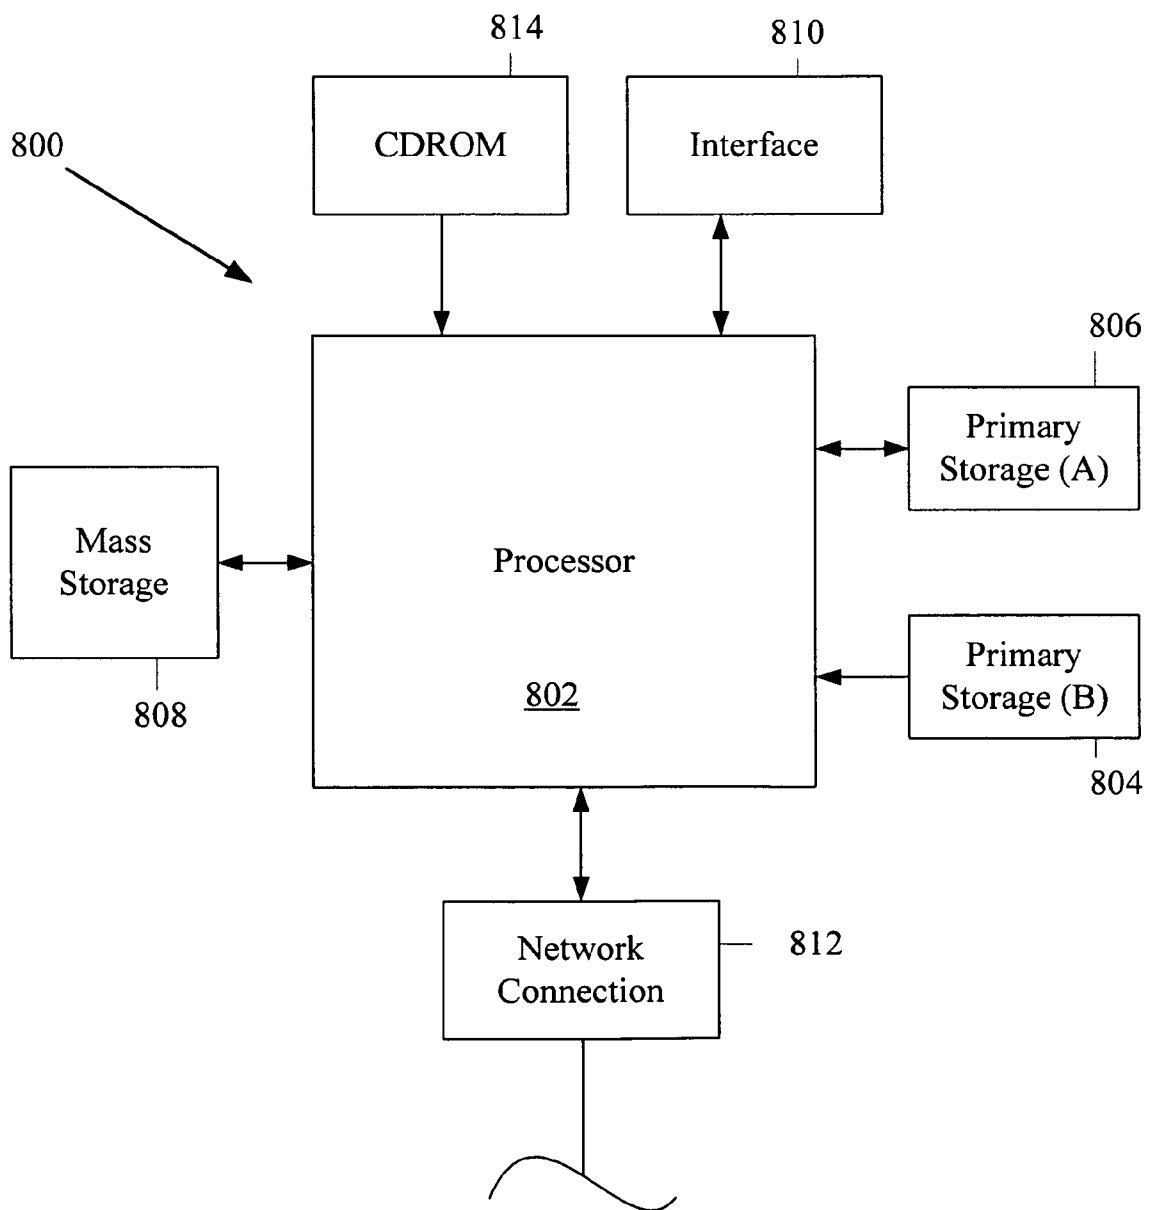 814
810
CDROM
Interface
800
806
Primary
Storage (A)
Mass
Storage
Processor
Primary
Storage (B)
802
808
804
Network
Connection
812